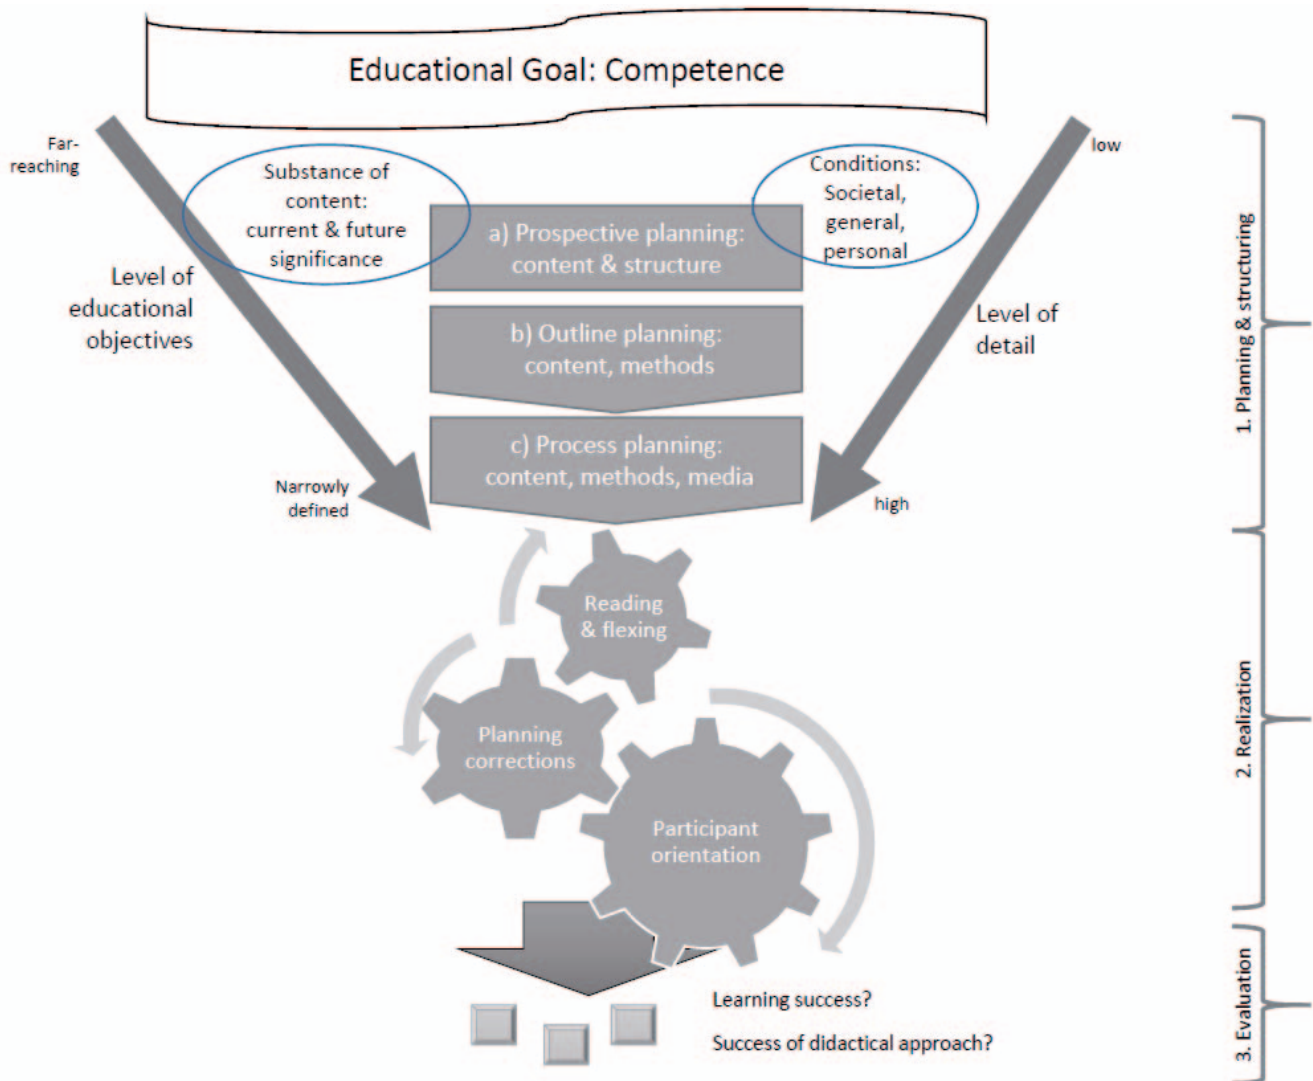 Educational Goal: Competence
Far-
reaching
low
Substance of
content:
current & future
significance
Conditions:
Societal,
general,
personal
a) Prospective planning:
content & structure
Level of
educational
objectives
Level of
detail
b) Outline planning:
content, methods
c) Process planning:
content, methods, media
Narrowly
defined
high
1. Planning & structuring
Reading
& flexing
Planning
corrections
Participant
orientation
2. Realization
Learning success?
Success of didactical approach?
3. Evaluation